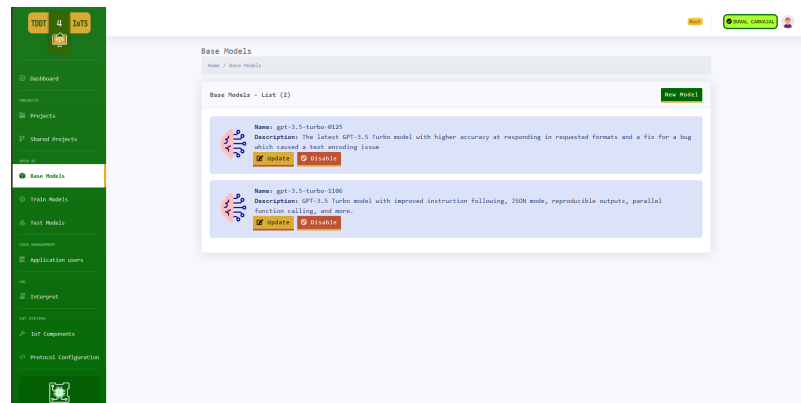 TDDT 4 IoTS
Root
DUVAL CARVAJAL
Base Models
Home / Base Models
Dashboard
PROJECTS
Projects
Shared Projects
OPEN AI
Base Models
Train Models
Test Models
USER MANAGEMENT
Application users
UML
Interpret
IOT SYSTEMS
IoT Components
Protocol Configuration
Base Models - List (2)
New Model
Name: gpt-3.5-turbo-0125
Description: The latest GPT-3.5 Turbo model with higher accuracy at responding in requested formats and a fix for a bug
which caused a text encoding issue
Update
Disable
Name: gpt-3.5-turbo-1106
Description: GPT-3.5 Turbo model with improved instruction following, JSON mode, reproducible outputs, parallel
function calling, and more.
Update
Disable